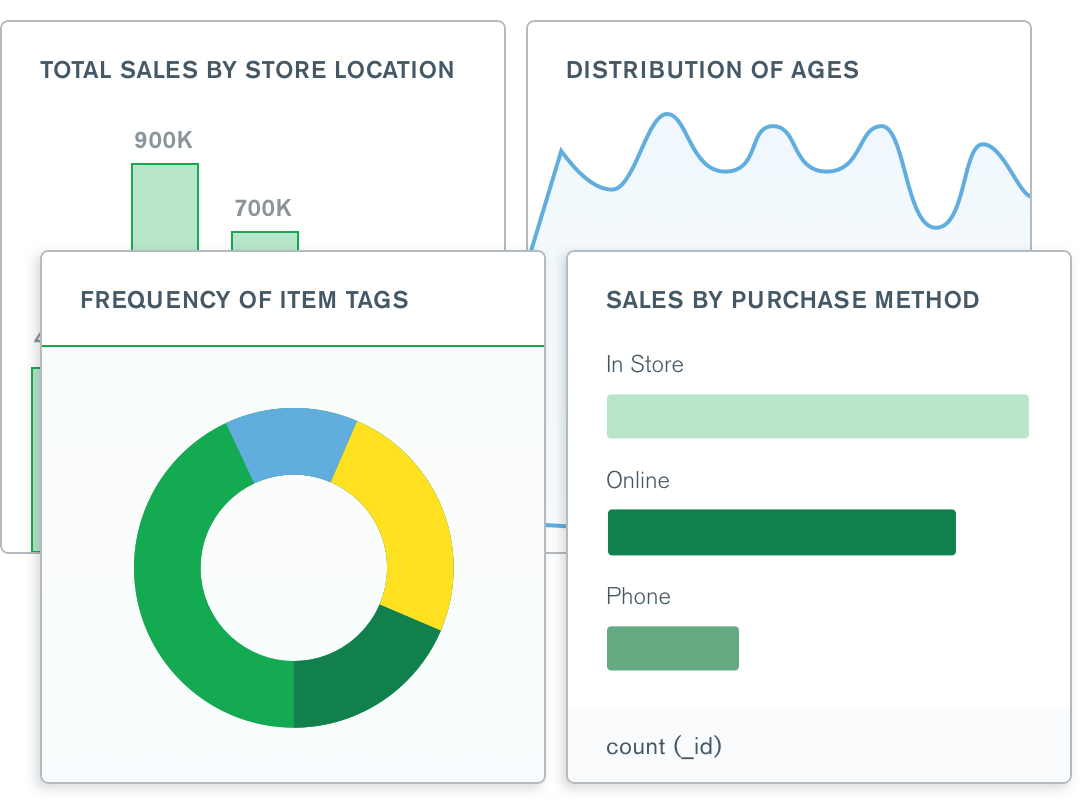 TOTAL SALES BY STORE LOCATION
900K
700K
DISTRIBUTION OF AGES
FREQUENCY OF ITEM TAGS
SALES BY PURCHASE METHOD
In Store
Online
Phone
count (_id)